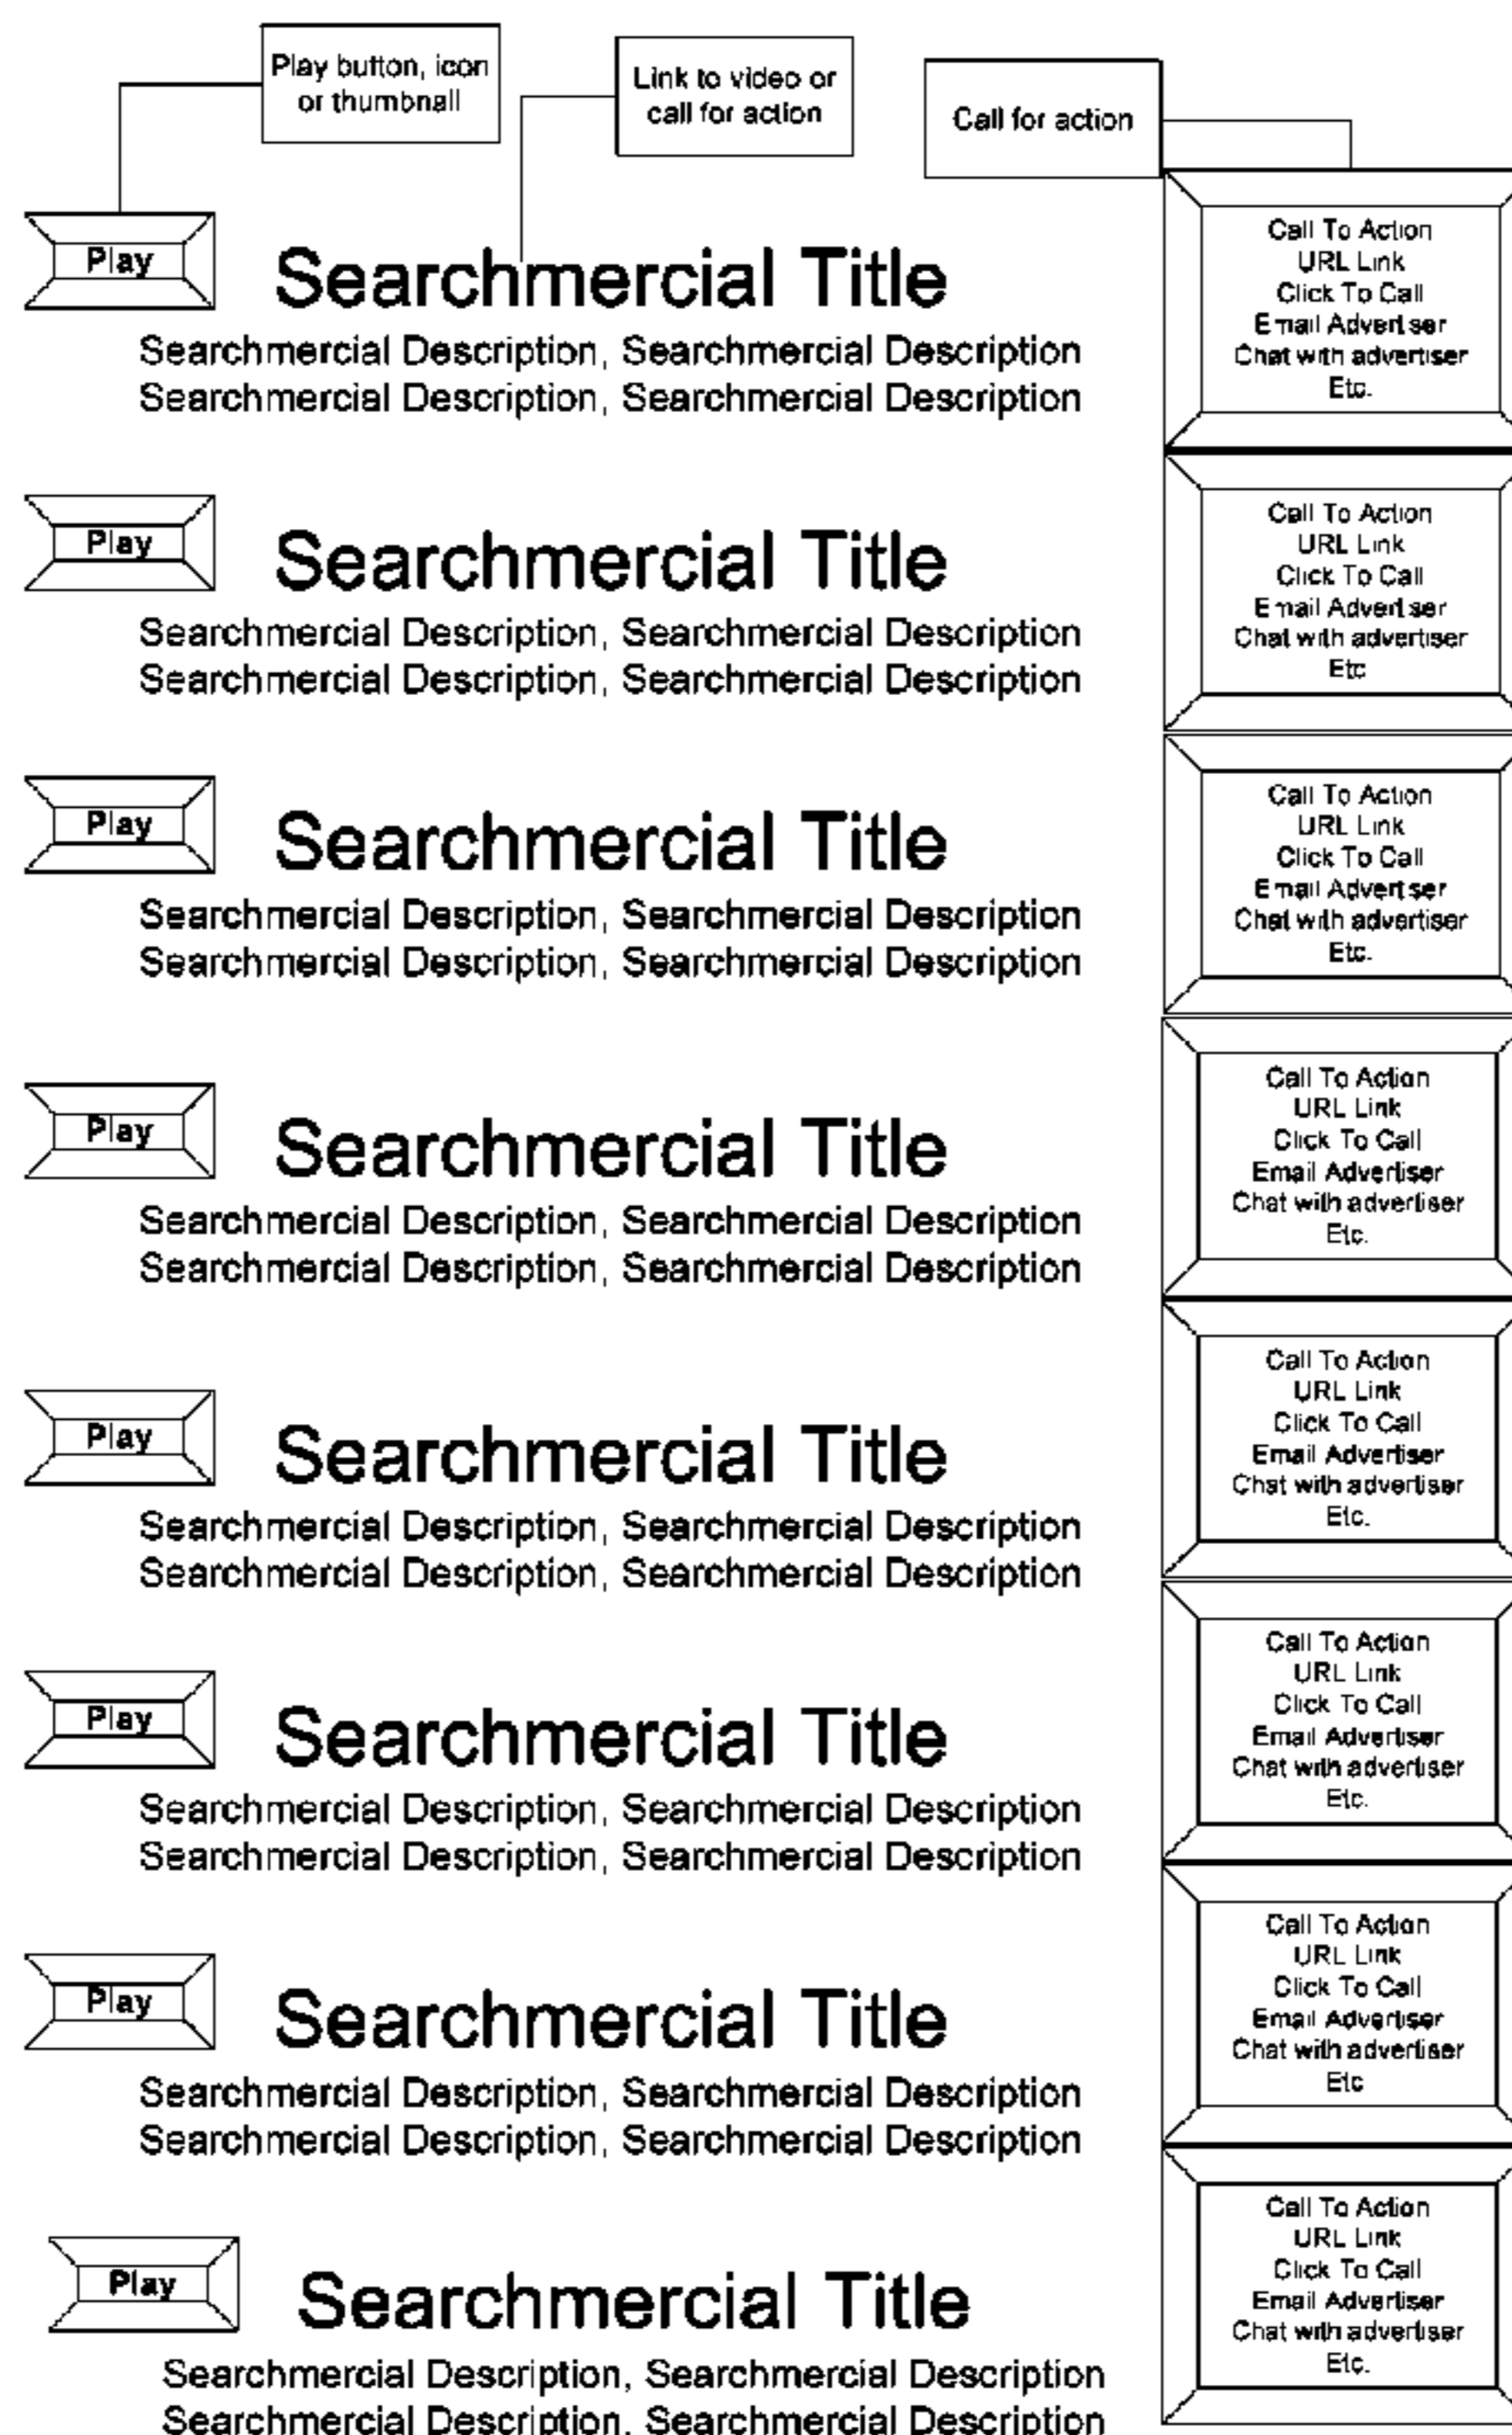 Play button, icon
or thumbnail
Link to video or
call for action
Call for action
Play
Searchmercial Title
Searchmercial Description, Searchmercial Description
Searchmercial Description, Searchmercial Description
Call To Action
URL Link
Click To Call
Email Advertiser
Chat with advertiser
Etc.
Play
Searchmercial Title
Searchmercial Description, Searchmercial Description
Searchmercial Description, Searchmercial Description
Call To Action
URL Link
Click To Call
Email Advertiser
Chat with advertiser
Etc
Play
Searchmercial Title
Searchmercial Description, Searchmercial Description
Searchmercial Description, Searchmercial Description
Call To Action
URL Link
Click To Call
Email Advertiser
Chat with advertiser
Etc.
Play
Searchmercial Title
Searchmercial Description, Searchmercial Description
Searchmercial Description, Searchmercial Description
Call To Action
URL Link
Click To Call
Email Advertiser
Chat with advertiser
Etc.
Play
Searchmercial Title
Searchmercial Description, Searchmercial Description
Searchmercial Description, Searchmercial Description
Call To Action
URL Link
Click To Call
Email Advertiser
Chat with advertiser
Etc.
Play
Searchmercial Title
Searchmercial Description, Searchmercial Description
Searchmercial Description, Searchmercial Description
Call To Action
URL Link
Click To Call
Email Advertiser
Chat with advertiser
Etc.
Play
Searchmercial Title
Searchmercial Description, Searchmercial Description
Searchmercial Description, Searchmercial Description
Call To Action
URL Link
Click To Call
Email Advertiser
Chat with advertiser
Etc
Play
Searchmercial Title
Searchmercial Description, Searchmercial Description
Searchmercial Description, Searchmercial Description
Call To Action
URL Link
Click To Call
Email Advertiser
Chat with advertiser
Etc.